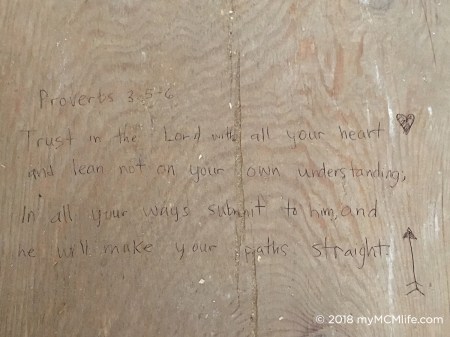 Proverbs 3:5-6
Trust in the Lord with all your heart
and lean not on your own understanding,
In all your ways submit to him, and
he will make your paths straight.
© 2018 myMCMlife.com